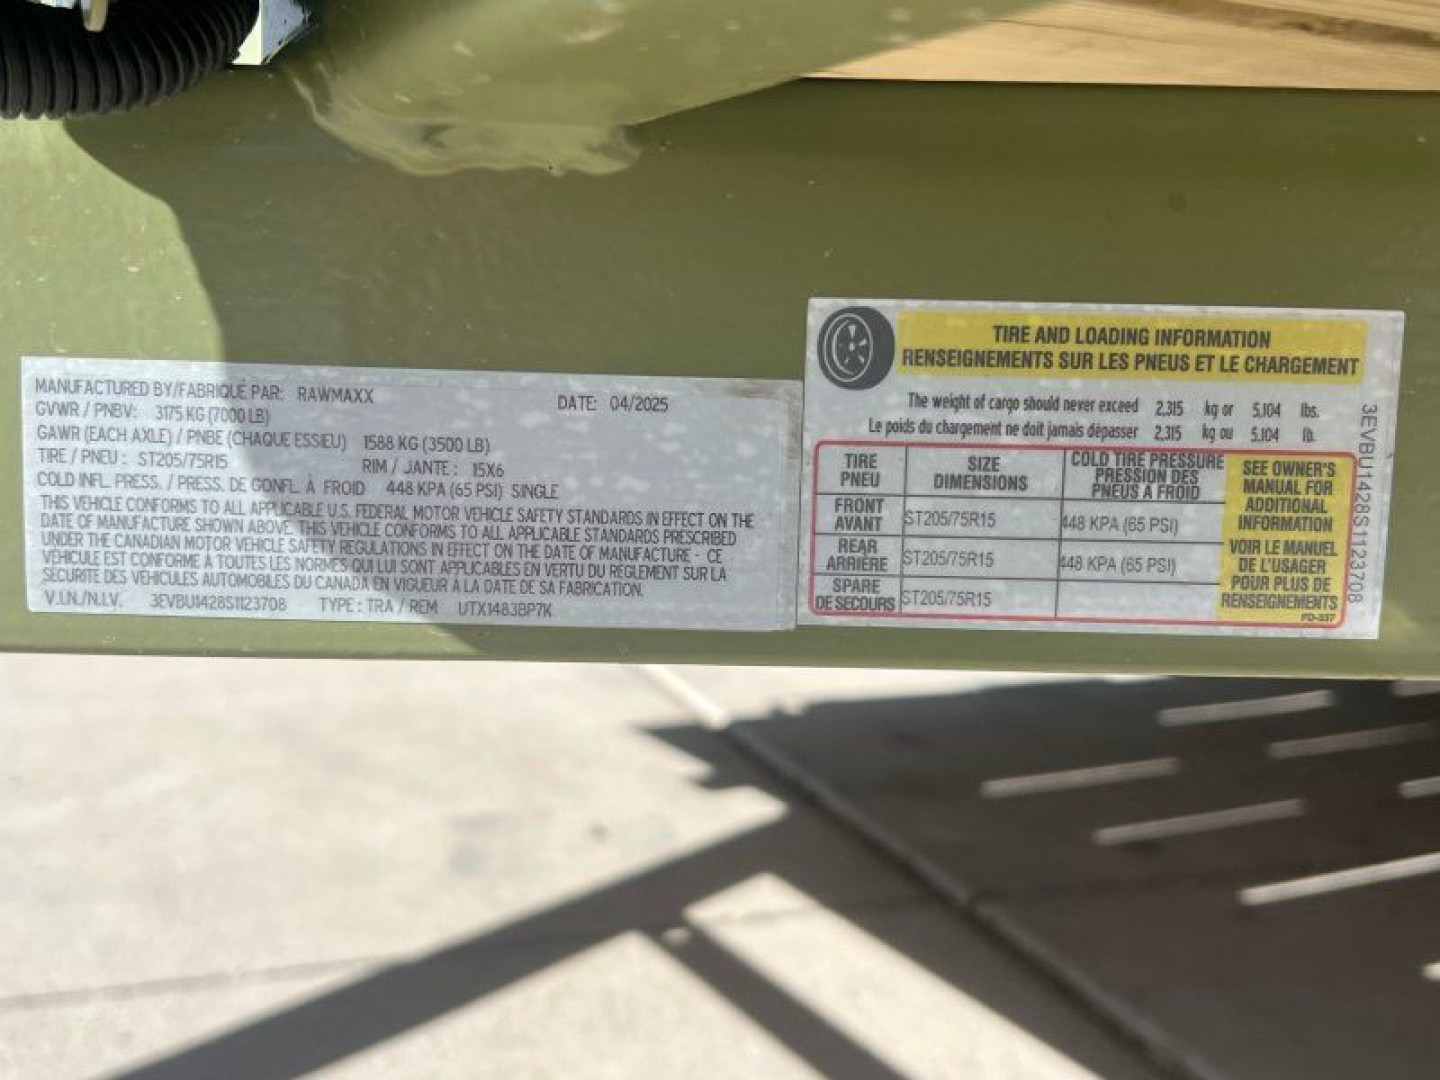 MANUFACTURED BY/FABRIQUÉ PAR: RAWMAXX DATE: 04/2025
GVWR / PNBV: 3175 KG (7000 LB)
GAWR (EACH AXLE) / PNBE (CHAQUE ESSIEU) 1588 KG (3500 LB)
TIRE / PNEU : ST205/75R15 RIM / JANTE : 15X6
COLD INFL. PRESS. / PRESS. DE GONFL. À FROID 448 KPA (65 PSI) SINGLE
THIS VEHICLE CONFORMS TO ALL APPLICABLE U.S. FEDERAL MOTOR VEHICLE SAFETY STANDARDS IN EFFECT ON THE
DATE OF MANUFACTURE SHOWN ABOVE. THIS VEHICLE CONFORMS TO ALL APPLICABLE STANDARDS PRESCRIBED
UNDER THE CANADIAN MOTOR VEHICLE SAFETY REGULATIONS IN EFFECT ON THE DATE OF MANUFACTURE - CE
VEHICULE EST CONFORME À TOUTES LES NORMES QUI LUI SONT APPLICABLES EN VERTU DU REGLEMENT SUR LA
SECURITE DES VEHICULES AUTOMOBILES DU CANADA EN VIGUEUR À LA DATE DE SA FABRICATION.
V.I.N./N.I.V. 3EVBU1428S1123708 TYPE : TRA / REM UTX1483BP7K
TIRE AND LOADING INFORMATION
RENSEIGNEMENTS SUR LES PNEUS ET LE CHARGEMENT
The weight of cargo should never exceed 2,315 kg or 5,104 lbs.
Le poids du chargement ne doit jamais dépasser 2,315 kg ou 5,104 lb.
TIRE
PNEU
SIZE
DIMENSIONS
COLD TIRE PRESSURE
PRESSION DES
PNEUS A FROID
FRONT
AVANT
ST205/75R15
448 KPA (65 PSI)
REAR
ARRIÈRE
ST205/75R15
448 KPA (65 PSI)
SPARE
DE SECOURS
ST205/75R15
SEE OWNER'S
MANUAL FOR
ADDITIONAL
INFORMATION
VOIR LE MANUEL
DE L'USAGER
POUR PLUS DE
RENSEIGNEMENTS
PD-337
3EVBU1428S1123708